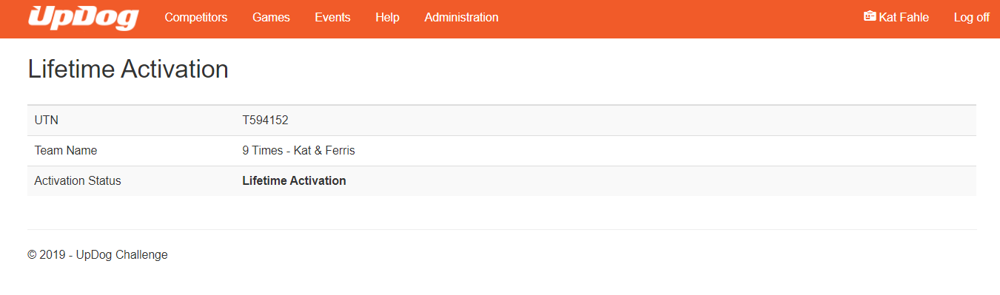 UpDog Competitors Games Events Help Administration Kat Fahle Log off
Lifetime Activation
UTN T594152
Team Name 9 Times - Kat & Ferris
Activation Status Lifetime Activation
© 2019 - UpDog Challenge